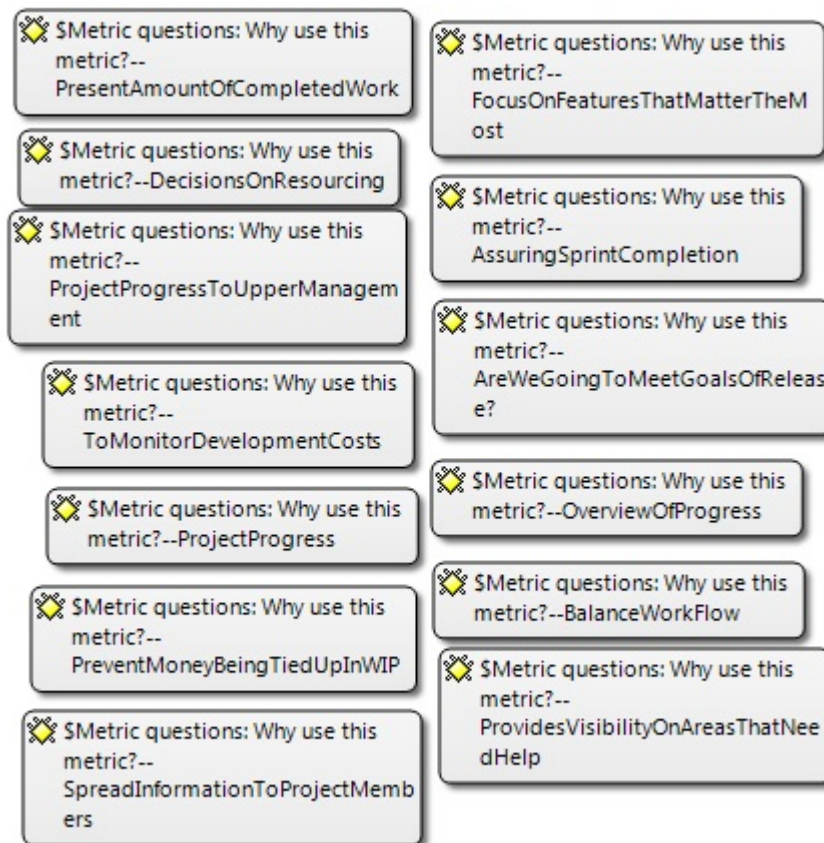 $Metric questions: Why use this
metric?--
PresentAmountOfCompletedWork
$Metric questions: Why use this
metric?--DecisionsOnResourcing
$Metric questions: Why use this
metric?--
ProjectProgressToUpperManagem
ent
$Metric questions: Why use this
metric?--
ToMonitorDevelopmentCosts
$Metric questions: Why use this
metric?--ProjectProgress
$Metric questions: Why use this
metric?--
PreventMoneyBeingTiedUpInWIP
$Metric questions: Why use this
metric?--
SpreadInformationToProjectMemb
ers
$Metric questions: Why use this
metric?--
FocusOnFeaturesThatMatterTheM
ost
$Metric questions: Why use this
metric?--
AssuringSprintCompletion
$Metric questions: Why use this
metric?--
AreWeGoingToMeetGoalsOfReleas
e?
$Metric questions: Why use this
metric?--OverviewOfProgress
$Metric questions: Why use this
metric?--BalanceWorkFlow
$Metric questions: Why use this
metric?--
ProvidesVisibilityOnAreasThatNee
dHelp